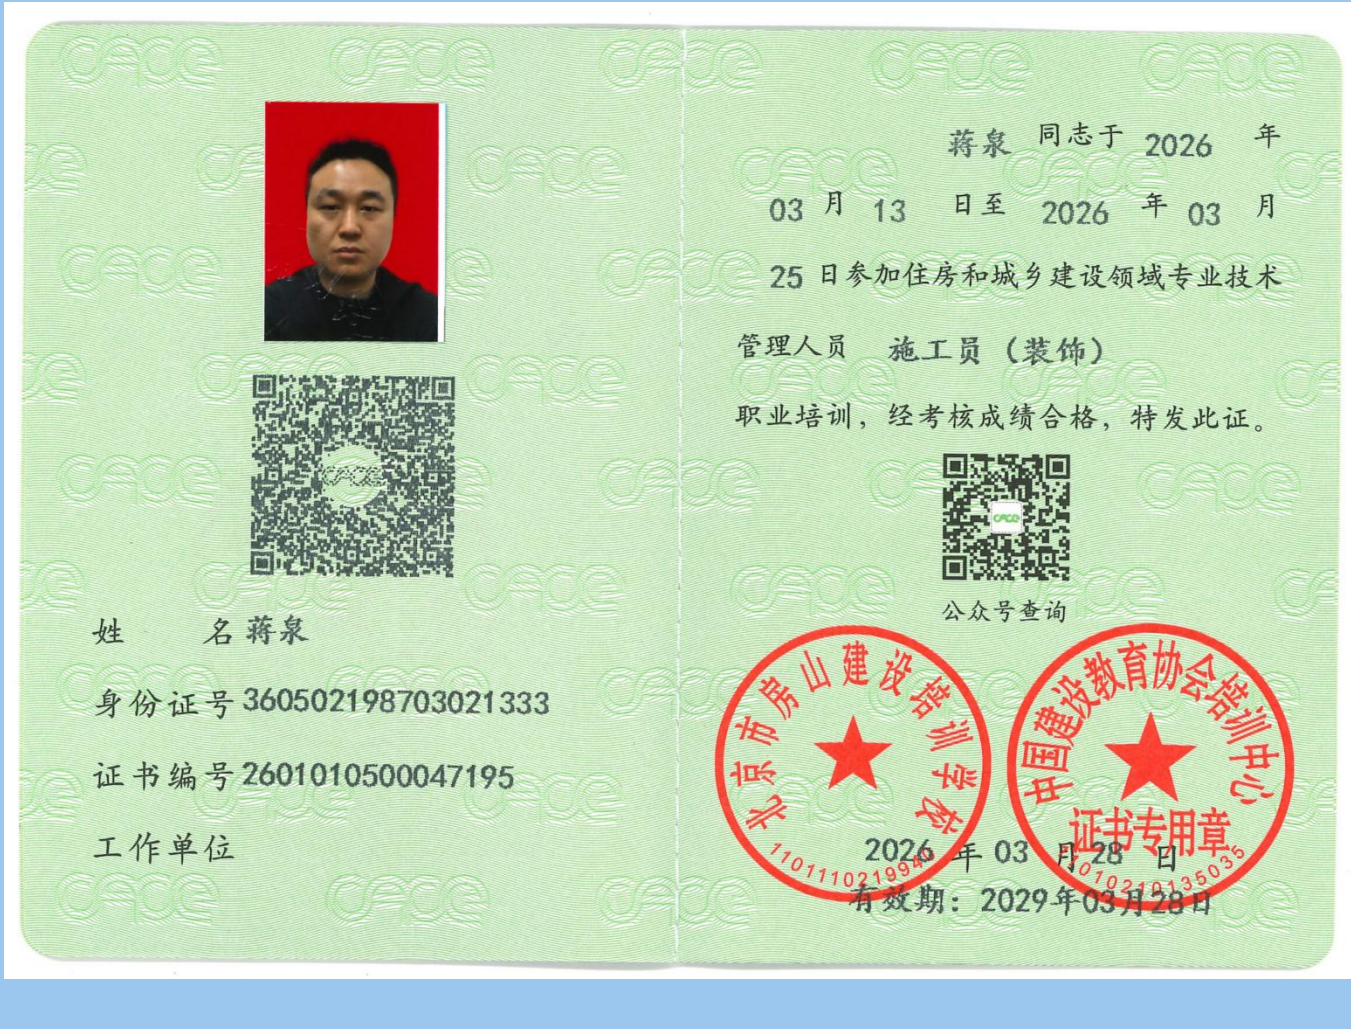 姓 名 蒋泉
身份证号 360502198703021333
证书编号 2601010500047195
工作单位
蒋泉 同志于 2026 年
03 月 13 日至 2026 年 03 月
25 日参加住房和城乡建设领域专业技术
管理人员 施工员（装饰）
职业培训，经考核成绩合格，特发此证。
CACE
公众号查询
北京市房山建设培训学校
1101110219940
中国建设教育协会培训中心
证书专用章
2026 年 03 月 28 日
有效期：2029年03月28日